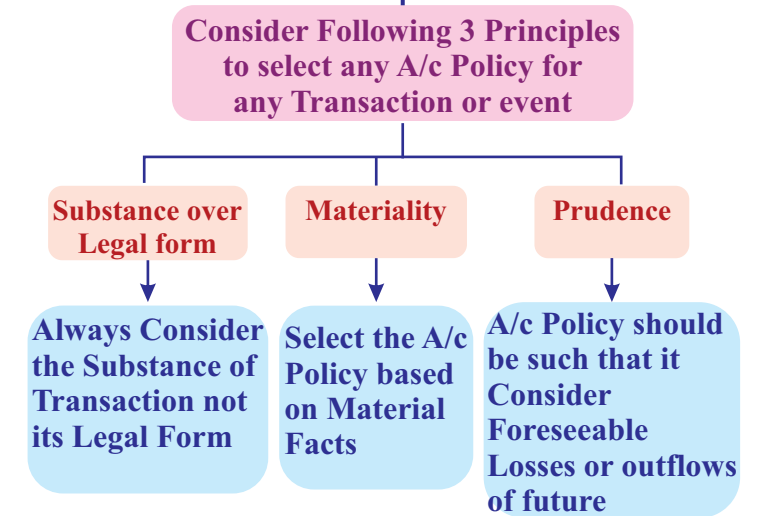 Consider Following 3 Principles
to select any A/c Policy for
any Transaction or event
Substance over
Legal form
Always Consider
the Substance of
Transaction not
its Legal Form
Materiality
Select the A/c
Policy based
on Material
Facts
Prudence
A/c Policy should
be such that it
Consider
Foreseeable
Losses or outflows
of future